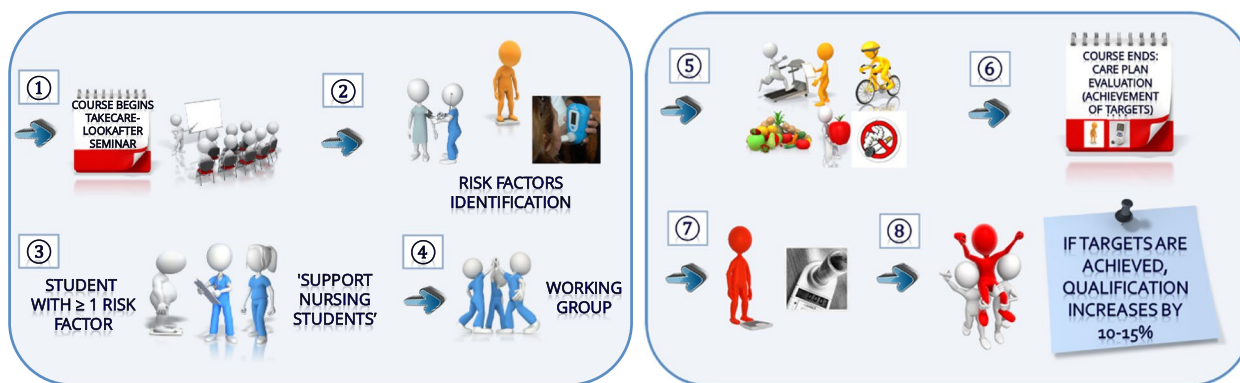 ①
COURSE BEGINS
TAKECARE-
LOOKAFTER
SEMINAR
②
RISK FACTORS
IDENTIFICATION
③
STUDENT
WITH ≥ 1 RISK
FACTOR
'SUPPORT
NURSING
STUDENTS’
④
WORKING
GROUP
⑤
⑥
COURSE ENDS:
CARE PLAN
EVALUATION
(ACHIEVEMENT
OF TARGETS)
⑦
⑧
IF TARGETS ARE
ACHIEVED,
QUALIFICATION
INCREASES BY
10-15%